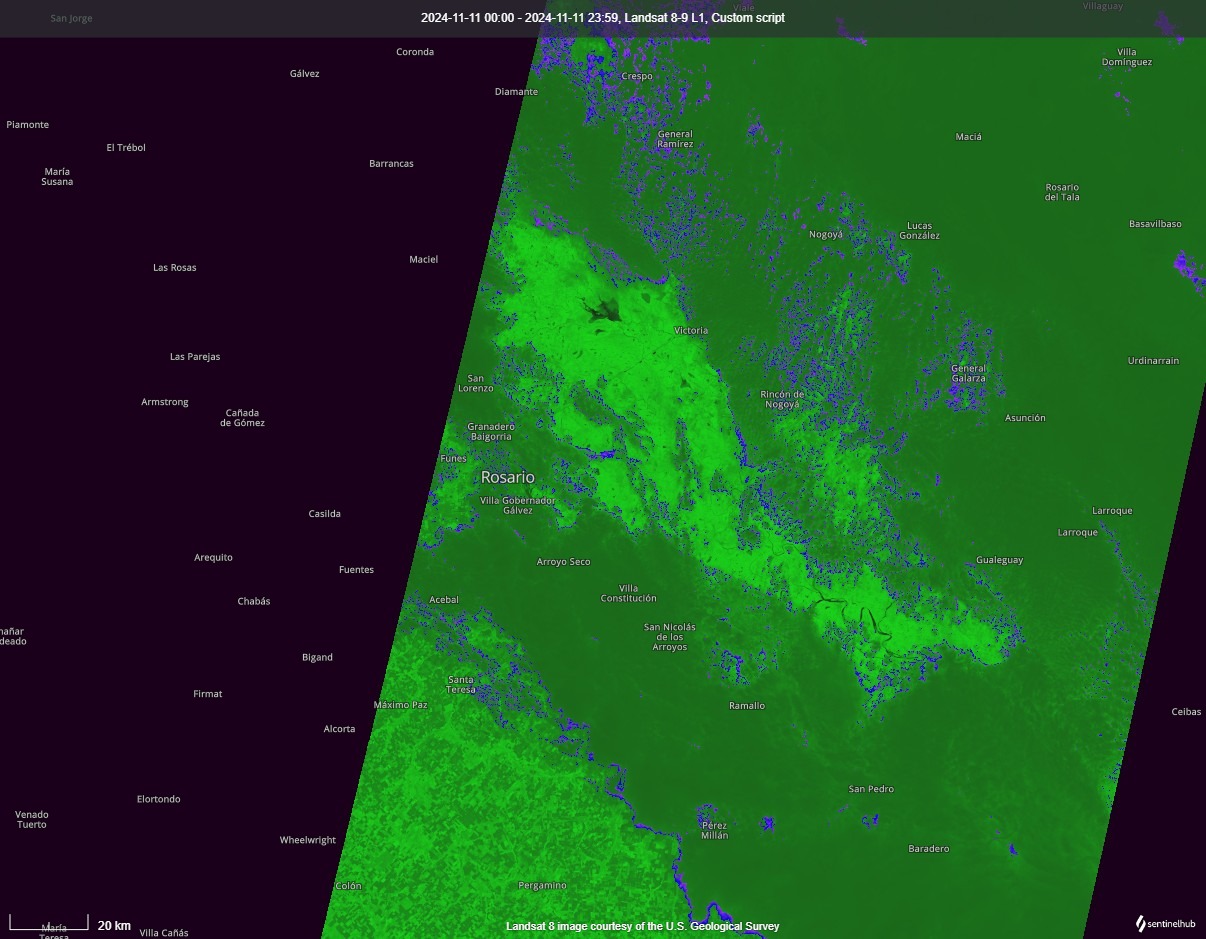 San Jorge
2024-11-11 00:00 - 2024-11-11 23:59, Landsat 8-9 L1, Custom script
Viale
Villaguay
Coronda
Villa
Domínguez
Gálvez
Crespo
Diamante
Piamonte
General
Ramírez
Maciá
El Trébol
Barrancas
María
Susana
Rosario
del Tala
Basavilbaso
Nogoyá
Lucas
González
Maciel
Las Rosas
Victoria
Las Parejas
Urdinarrain
San
Lorenzo
General
Galarza
Armstrong
Rincón de
Nogoyá
Cañada
de Gómez
Asunción
Granadero
Baigorria
Funes
Rosario
Villa Gobernador
Gálvez
Casilda
Larroque
Larroque
Arequito
Arroyo Seco
Gualeguay
Fuentes
Villa
Constitución
Chabás
Acebal
San Nicolás
de los
Arroyos
ñañar
deado
Bigand
Santa
Teresa
Firmat
Máximo Paz
Ramallo
Ceibas
Alcorta
San Pedro
Elortondo
Venado
Tuerto
Pérez
Millán
Wheelwright
Baradero
Colón
Pergamino
20 km
María
Teresa
Villa Cañás
Landsat 8 image courtesy of the U.S. Geological Survey
sentinelhub